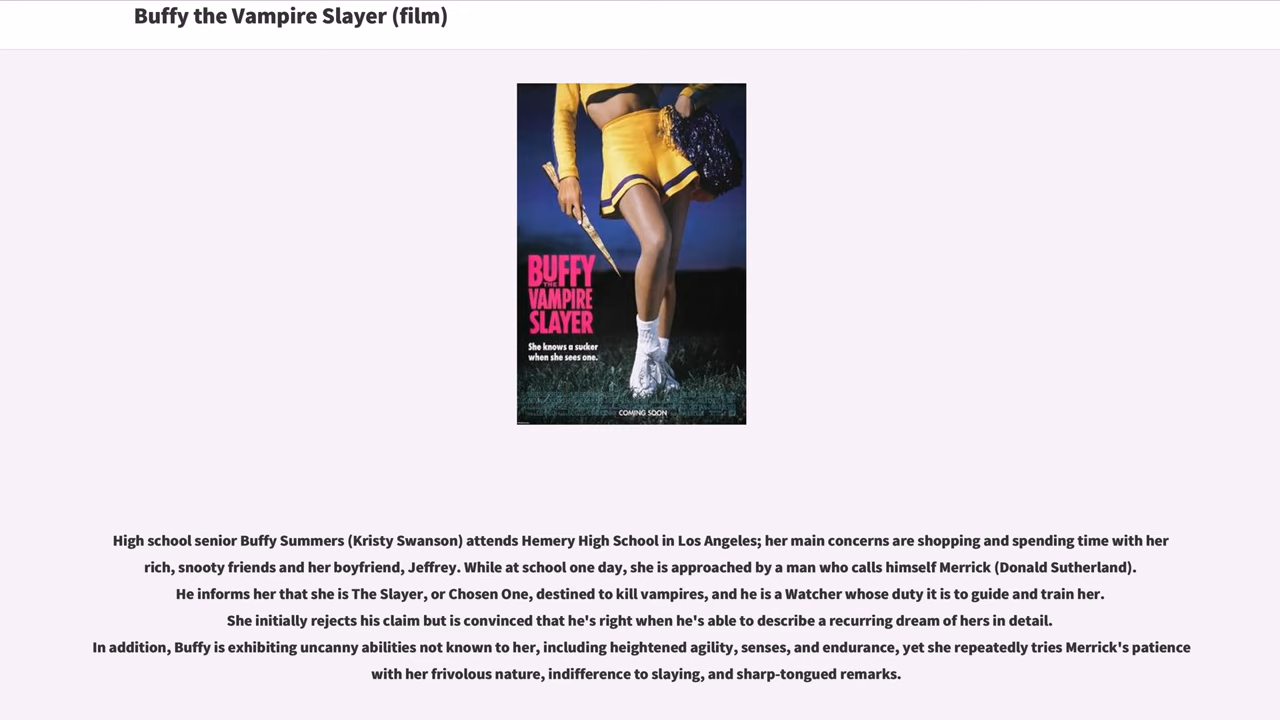 Buffy the Vampire Slayer (film)
BUFFY
THE
VAMPIRE
SLAYER
She knows a sucker
when she sees one.
COMING SOON
High school senior Buffy Summers (Kristy Swanson) attends Hemery High School in Los Angeles; her main concerns are shopping and spending time with her
rich, snooty friends and her boyfriend, Jeffrey. While at school one day, she is approached by a man who calls himself Merrick (Donald Sutherland).
He informs her that she is The Slayer, or Chosen One, destined to kill vampires, and he is a Watcher whose duty it is to guide and train her.
She initially rejects his claim but is convinced that he's right when he's able to describe a recurring dream of hers in detail.
In addition, Buffy is exhibiting uncanny abilities not known to her, including heightened agility, senses, and endurance, yet she repeatedly tries Merrick's patience
with her frivolous nature, indifference to slaying, and sharp-tongued remarks.